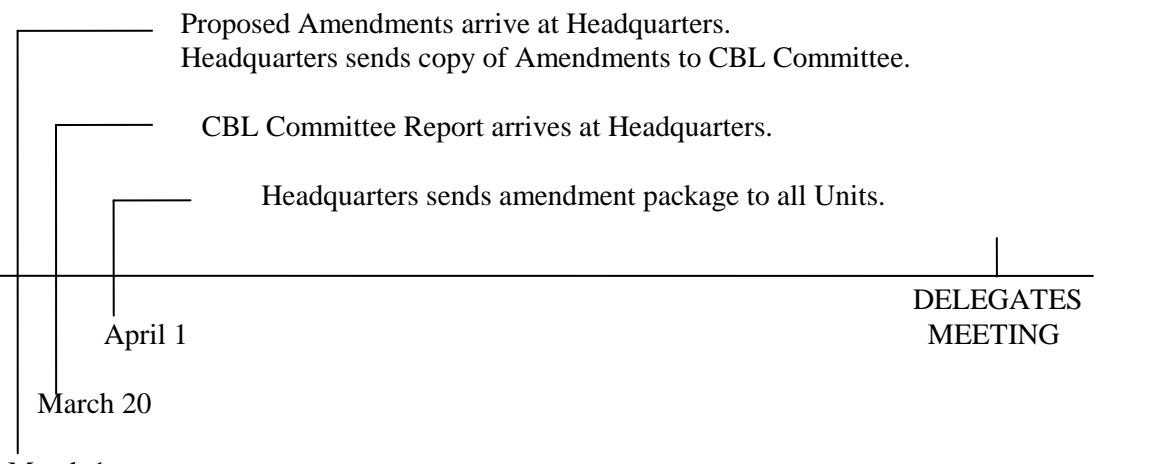 Proposed Amendments arrive at Headquarters.
Headquarters sends copy of Amendments to CBL Committee.
CBL Committee Report arrives at Headquarters.
Headquarters sends amendment package to all Units.
DELEGATES
MEETING
April 1
March 20